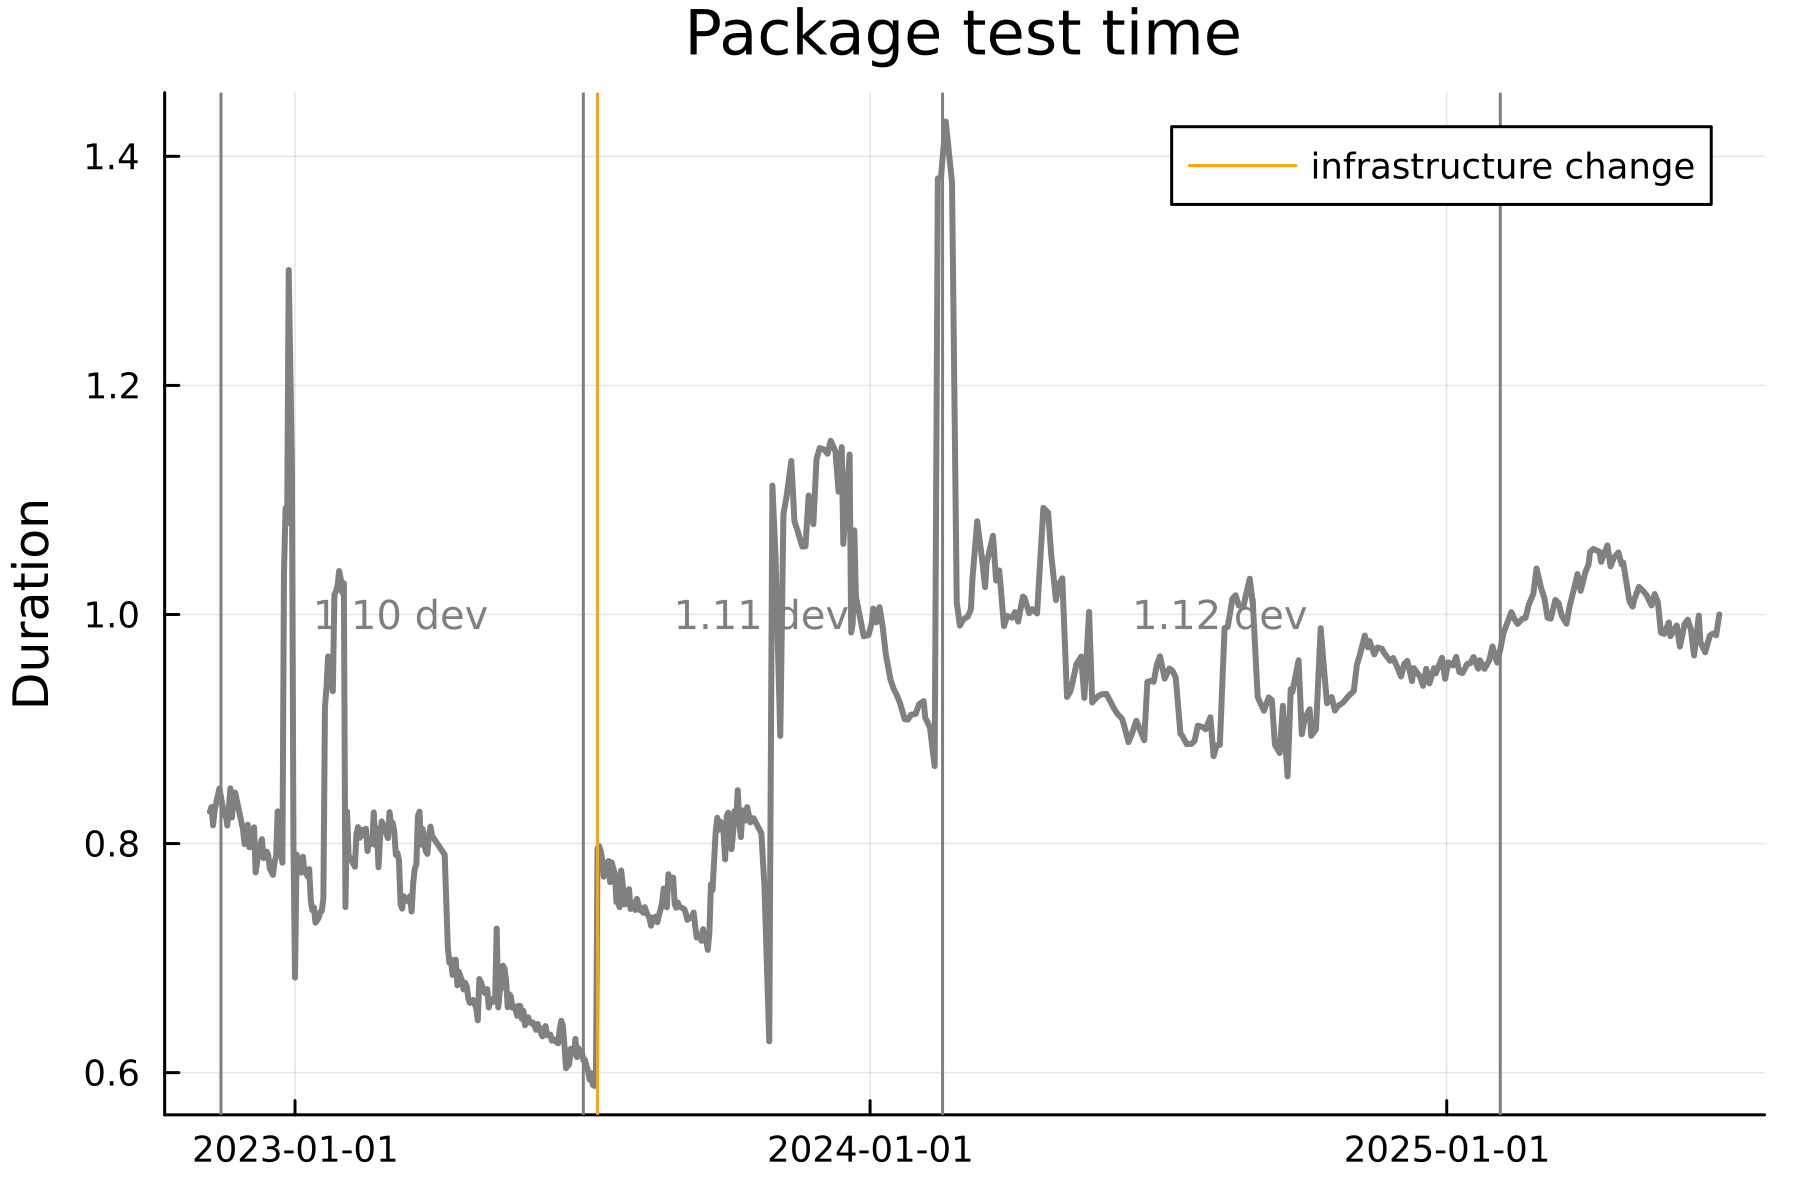 Package test time
Duration
1.4
1.2
1.0
0.8
0.6
infrastructure change
1.10 dev
1.11 dev
1.12 dev
2023-01-01
2024-01-01
2025-01-01